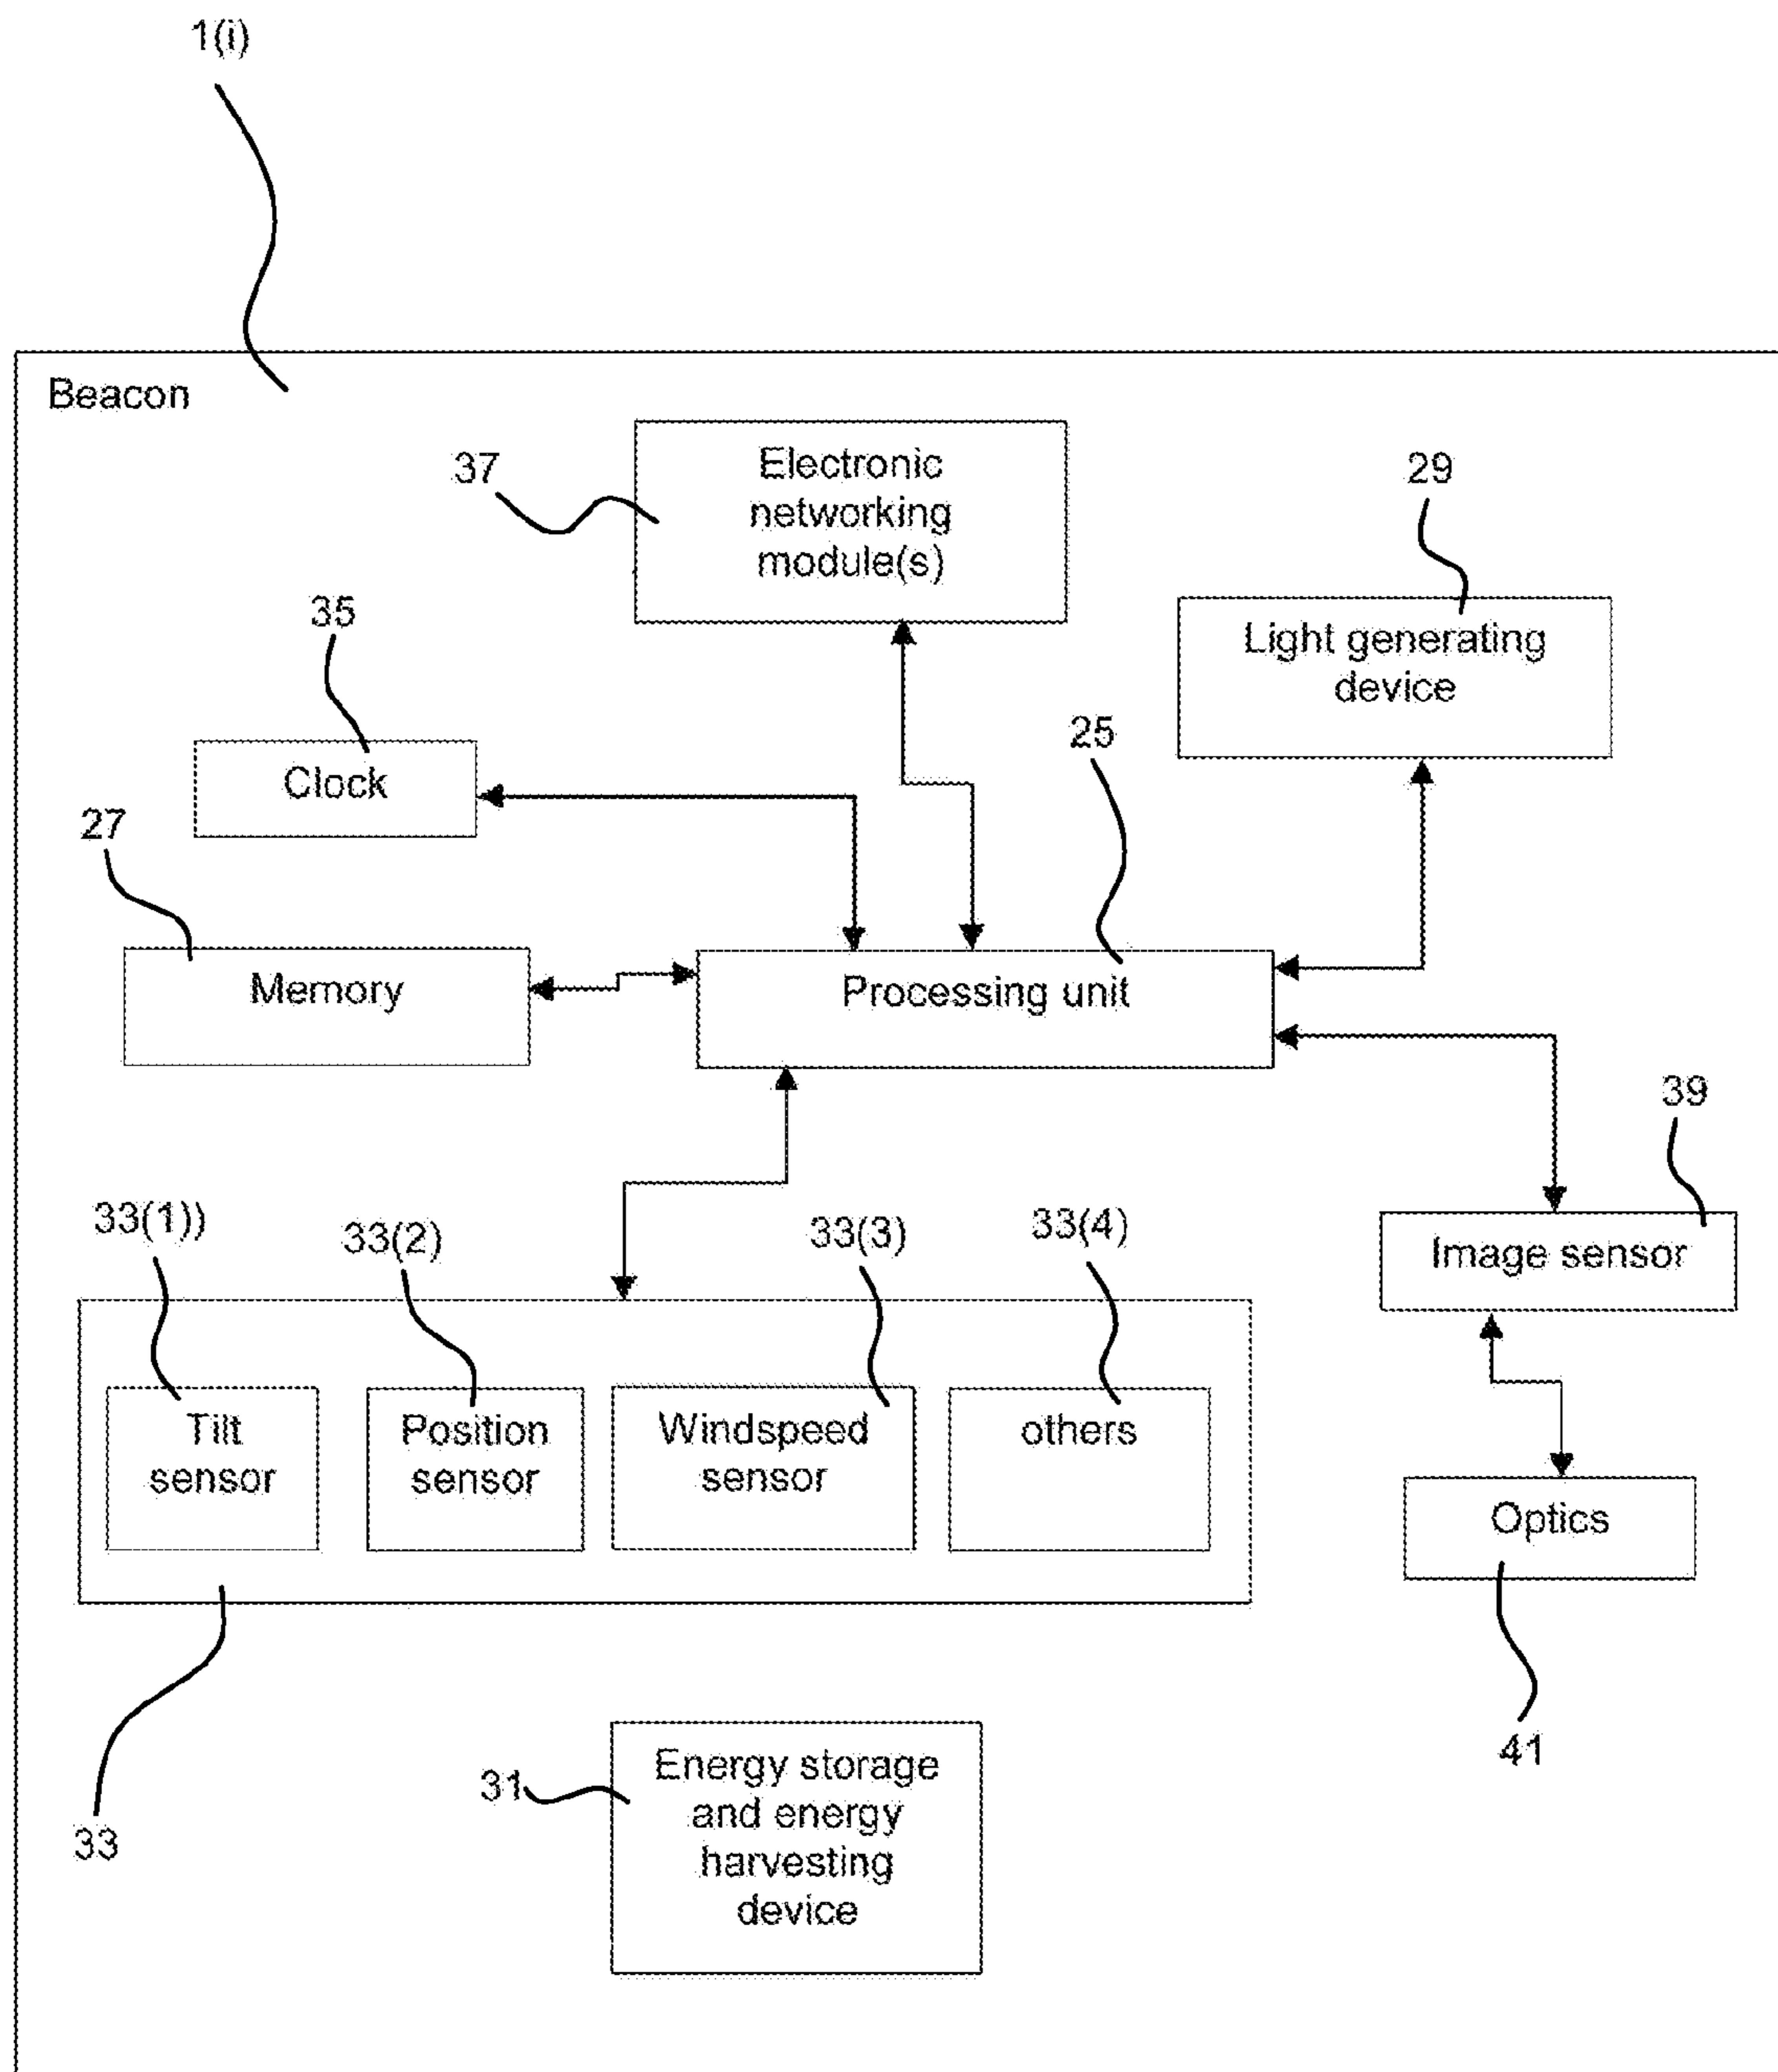 1(i)
Beacon
37
Electronic
networking
module(s)
29
Light generating
device
35
Clock
25
27
Memory
Processing unit
39
Image sensor
33(1))
33(2)
33(3)
33(4)
Tilt
sensor
Position
sensor
Windspeed
sensor
others
Optics
41
33
31
Energy storage
and energy
harvesting
device